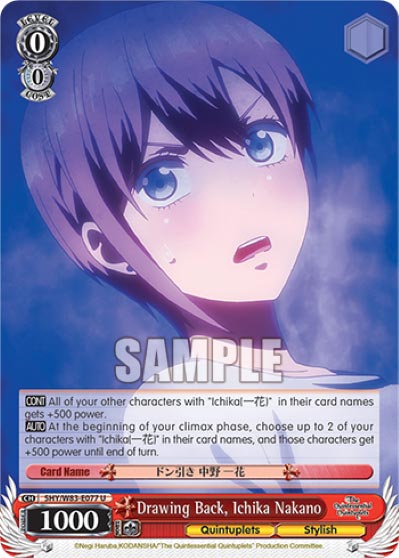 LEVEL
0
0
COST
SAMPLE
CONT All of your other characters with "Ichika(一花)" in their card names
gets +500 power.
AUTO At the beginning of your climax phase, choose up to 2 of your
other characters with "Ichika(一花)" in their names, and those characters get
+500 power until end of turn.
Card Name ドン引き 中野 一花
CH 5HY/W83-E077 U
1000 Drawing Back, Ichika Nakano
The Quintessential Quintuplets
Quintuplets Stylish
©Negi Haruba,KODANSHA/"The Quintessential Quintuplets" Production Committee.